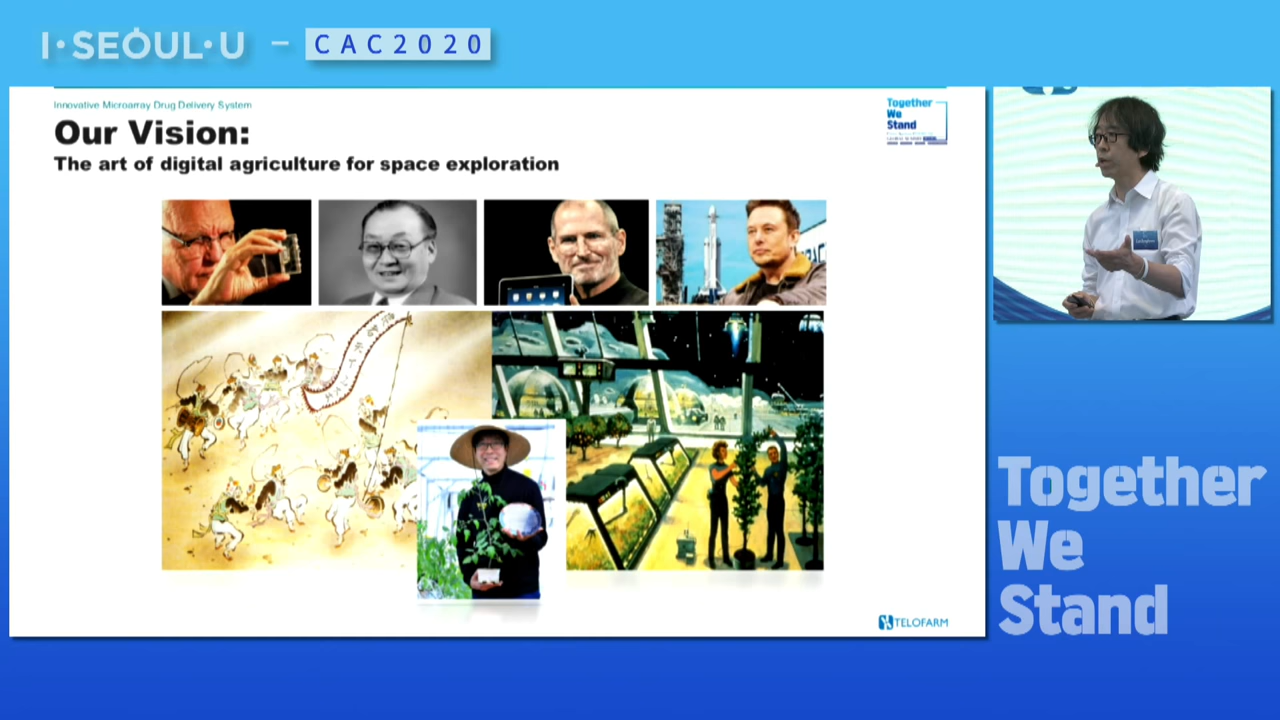 I·SEOUL·U – CAC2020
Innovative Microarray Drug Delivery System
Our Vision:
The art of digital agriculture for space exploration
Together
We
Stand
TELOFARM
Together
We
Stand